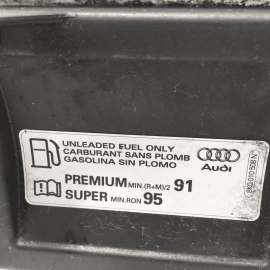 UNLEADED FUEL ONLY
CARBURANT SANS PLOMB
GASOLINA SIN PLOMO
Audi
PREMIUM MIN.(R+M)/2 91
SUPER MIN.RON 95